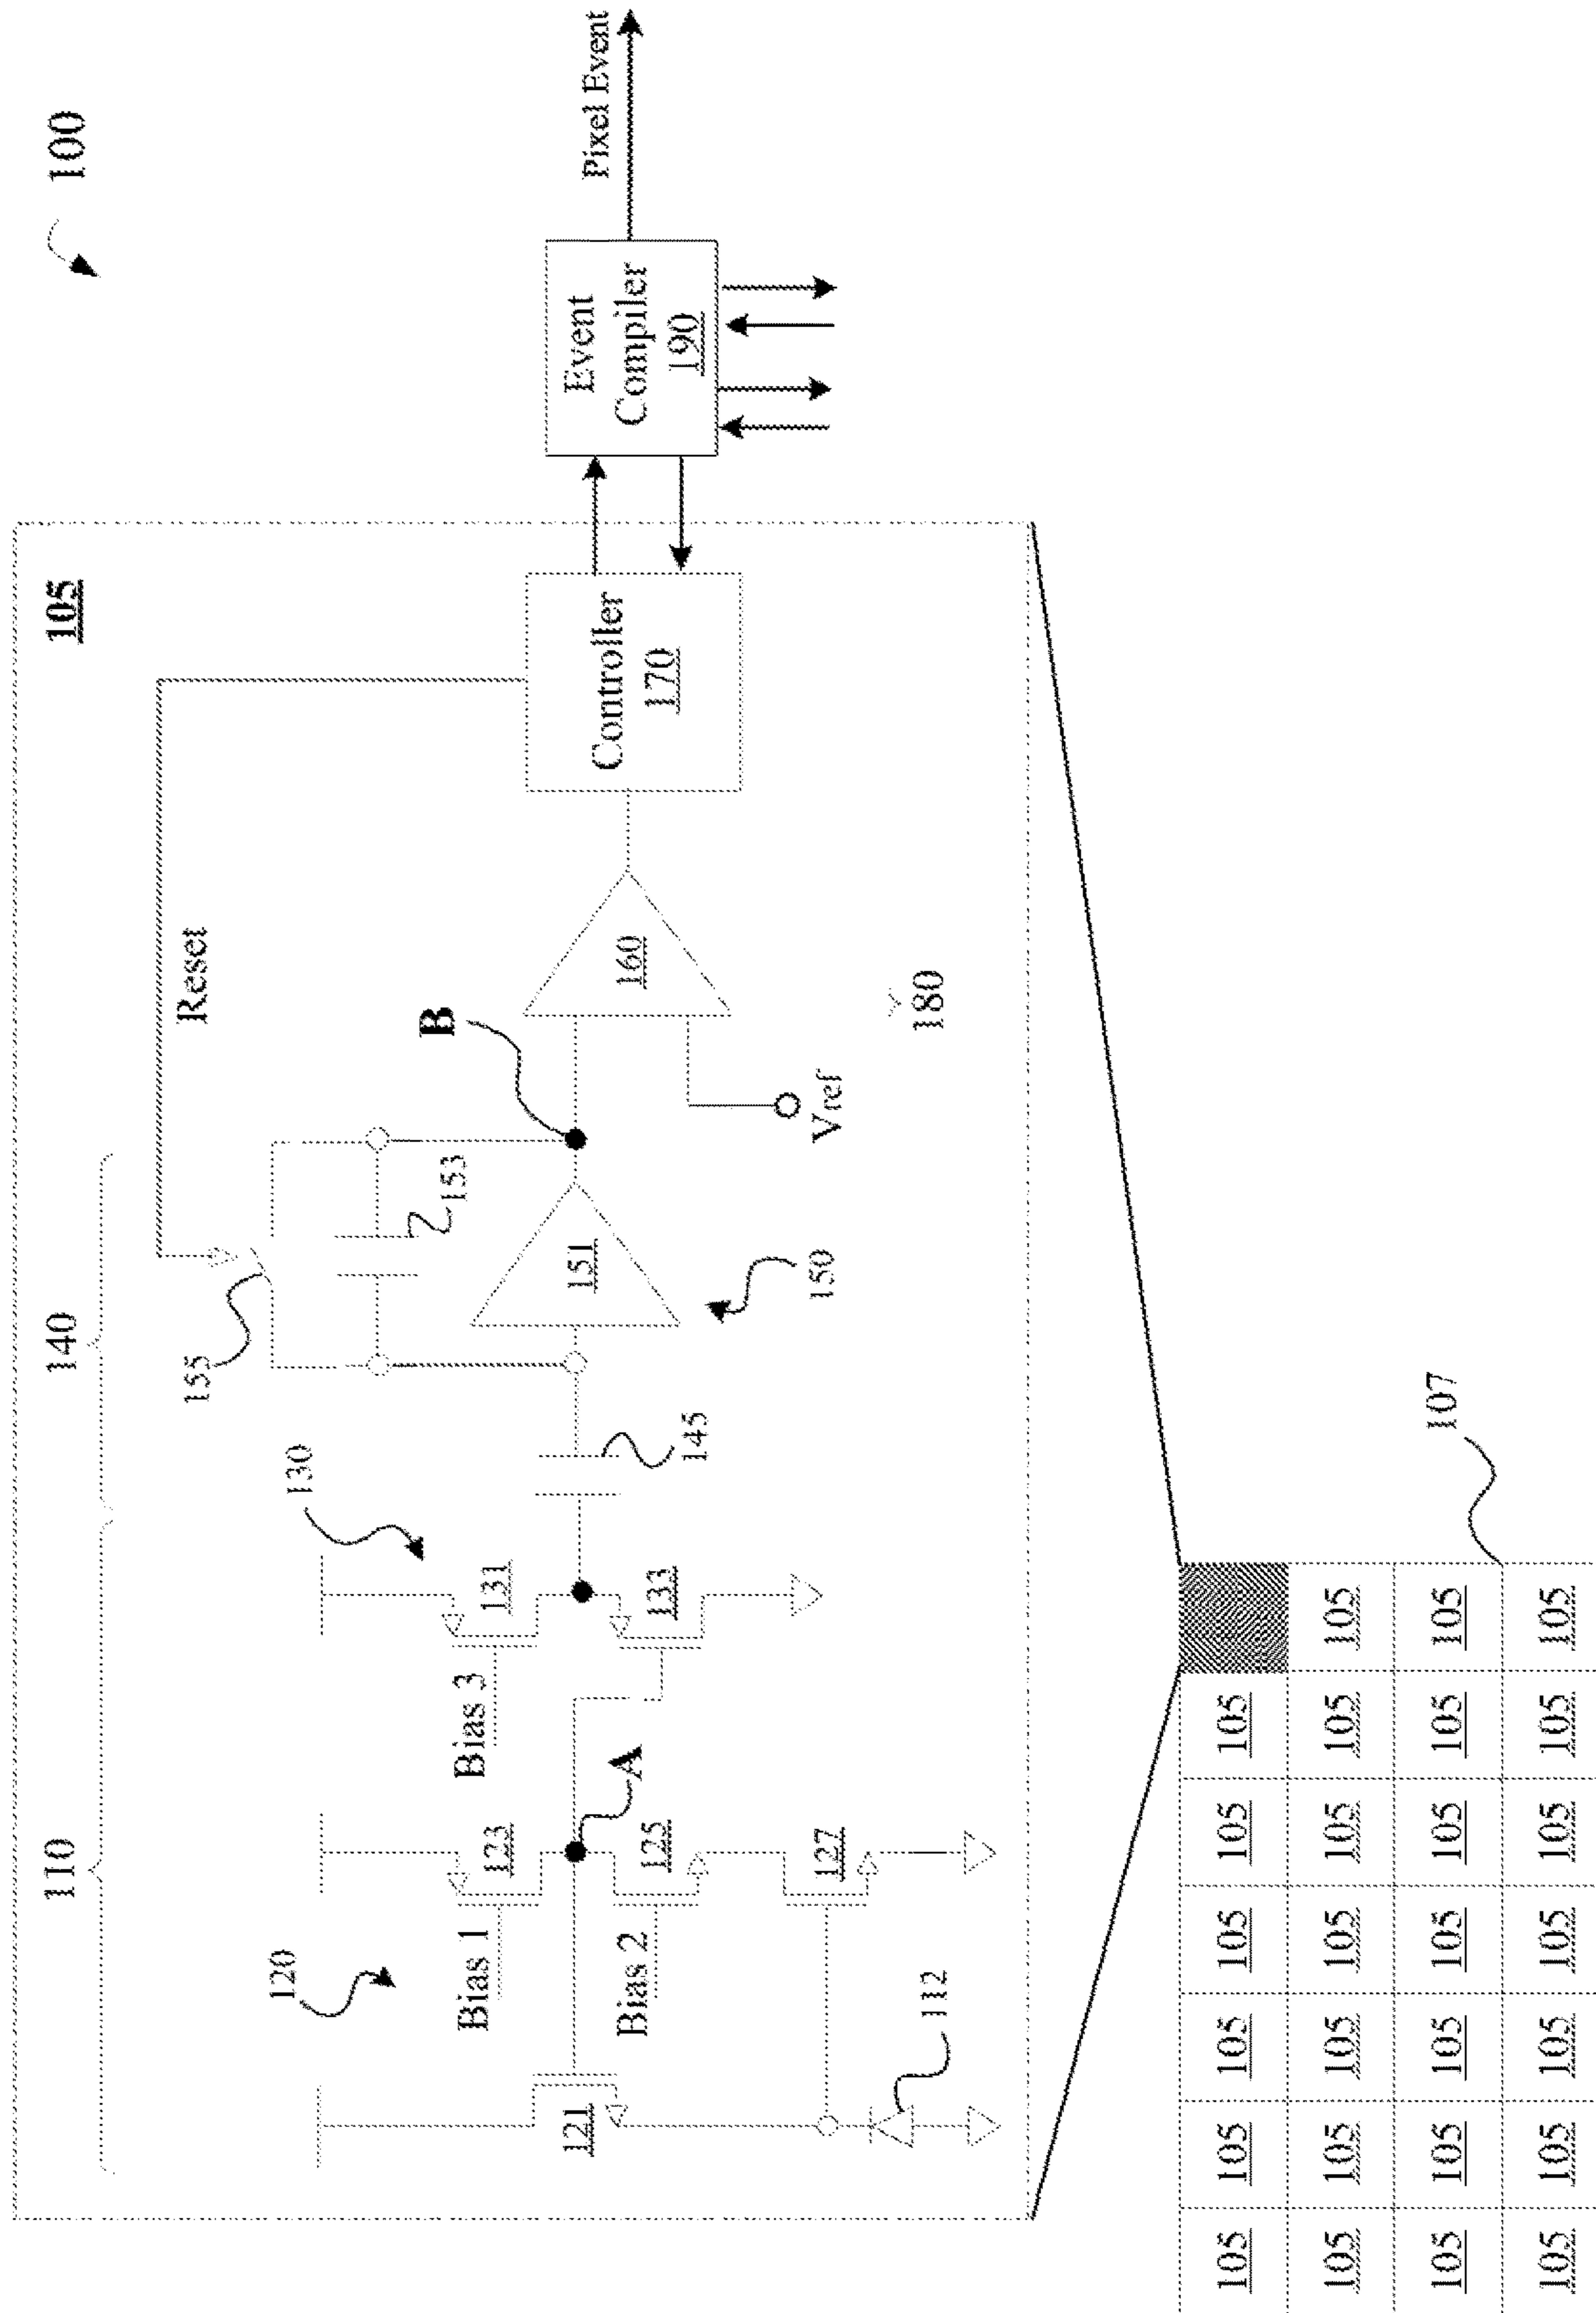 110
140
105
100
155
Reset
120
130
153
B
Bias 1
123
Bias 3
131
121
151
160
Controller
170
Event
Compiler
190
Pixel Event
A
Bias 2
125
133
145
150
127
Vref
180
112
105 105 105 105 105 105
105 105 105 105 105 105 105
105 105 105 105 105 105 105
107
105 105 105 105 105 105 105